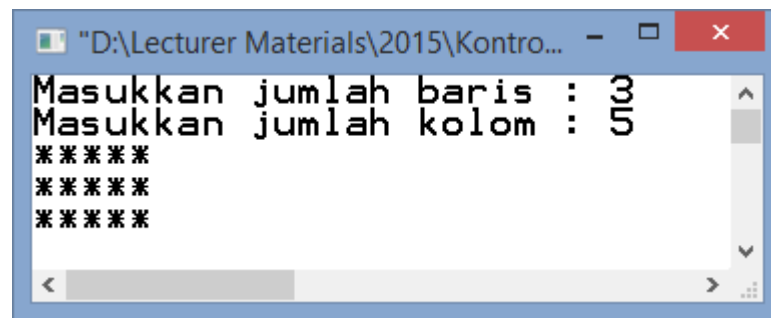 "D:\Lecturer Materials\2015\Kontro...
Masukkan jumlah baris : 3
Masukkan jumlah kolom : 5
*****
*****
*****